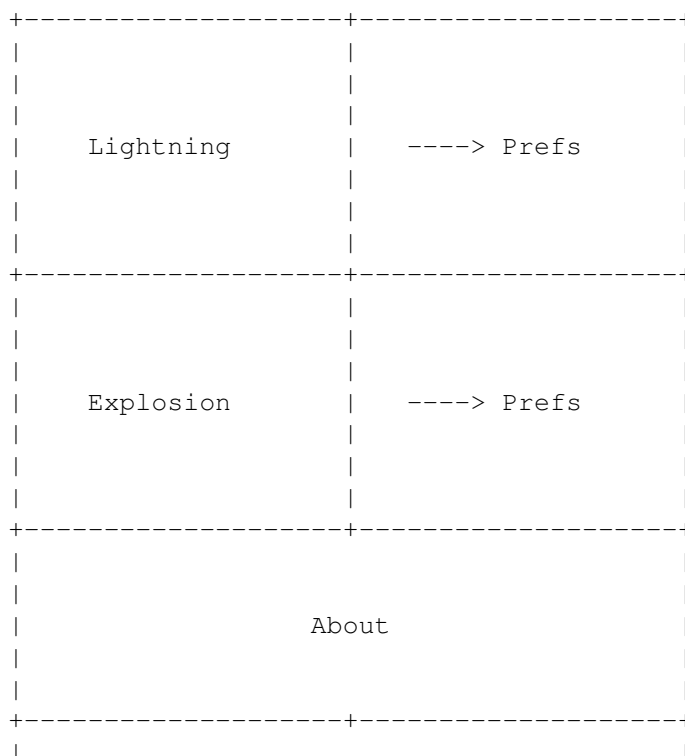 +--------------------+--------------------+
|                    |                    |
|                    |                    |
|                    |                    |
|    Lightning       |   ----> Prefs      |
|                    |                    |
|                    |                    |
|                    |                    |
+--------------------+--------------------+
|                    |                    |
|                    |                    |
|                    |                    |
|    Explosion       |   ----> Prefs      |
|                    |                    |
|                    |                    |
|                    |                    |
+--------------------+--------------------+
|                                         |
|                                         |
|                  About                  |
|                                         |
|                                         |
+--------------------+--------------------+
|                                         |